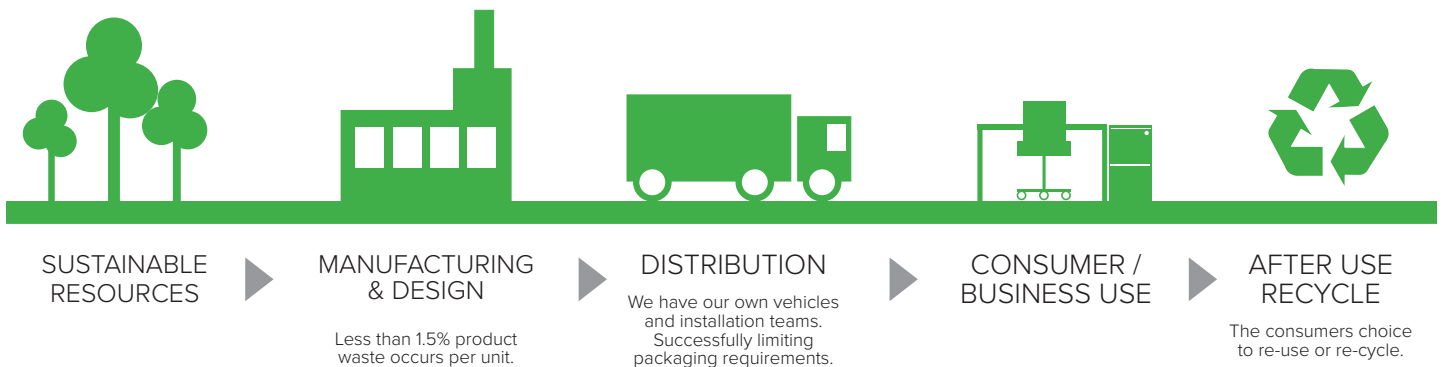 SUSTAINABLE
RESOURCES
MANUFACTURING
& DESIGN
Less than 1.5% product
waste occurs per unit.
DISTRIBUTION
We have our own vehicles
and installation teams.
Successfully limiting
packaging requirements.
CONSUMER /
BUSINESS USE
AFTER USE
RECYCLE
The consumers choice
to re-use or re-cycle.